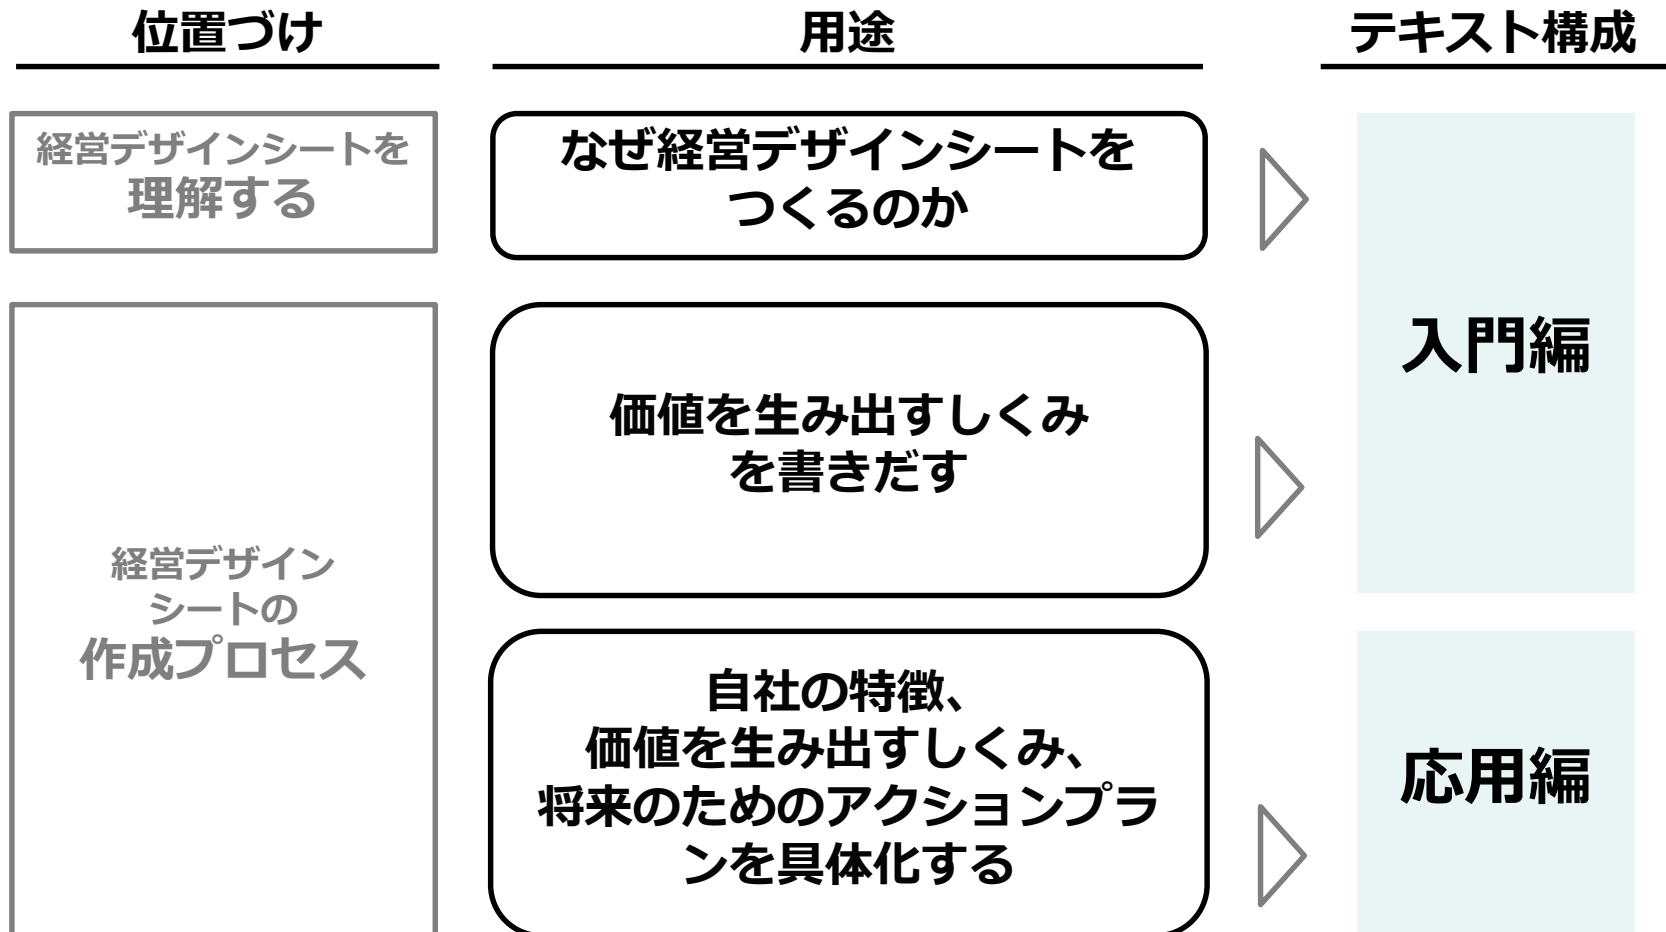 位置づけ
用途
テキスト構成
経営デザインシートを
理解する
なぜ経営デザインシートを
つくるのか
入門編
価値を生み出すしくみ
を書きだす
経営デザイン
シートの
作成プロセス
自社の特徴、
価値を生み出すしくみ、
将来のためのアクションプラ
ンを具体化する
応用編